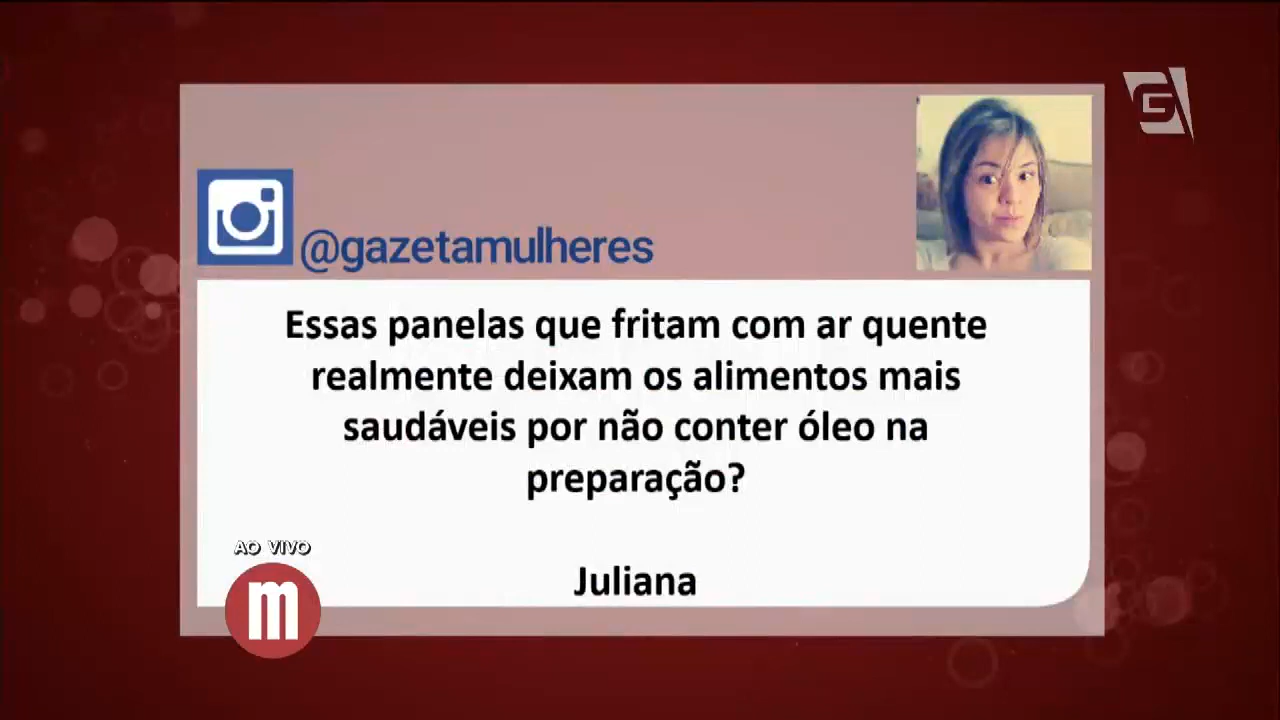 @gazetamulheres
Essas panelas que fritam com ar quente
realmente deixam os alimentos mais
saudáveis por não conter óleo na
preparação?
Juliana
AO VIVO
m
G